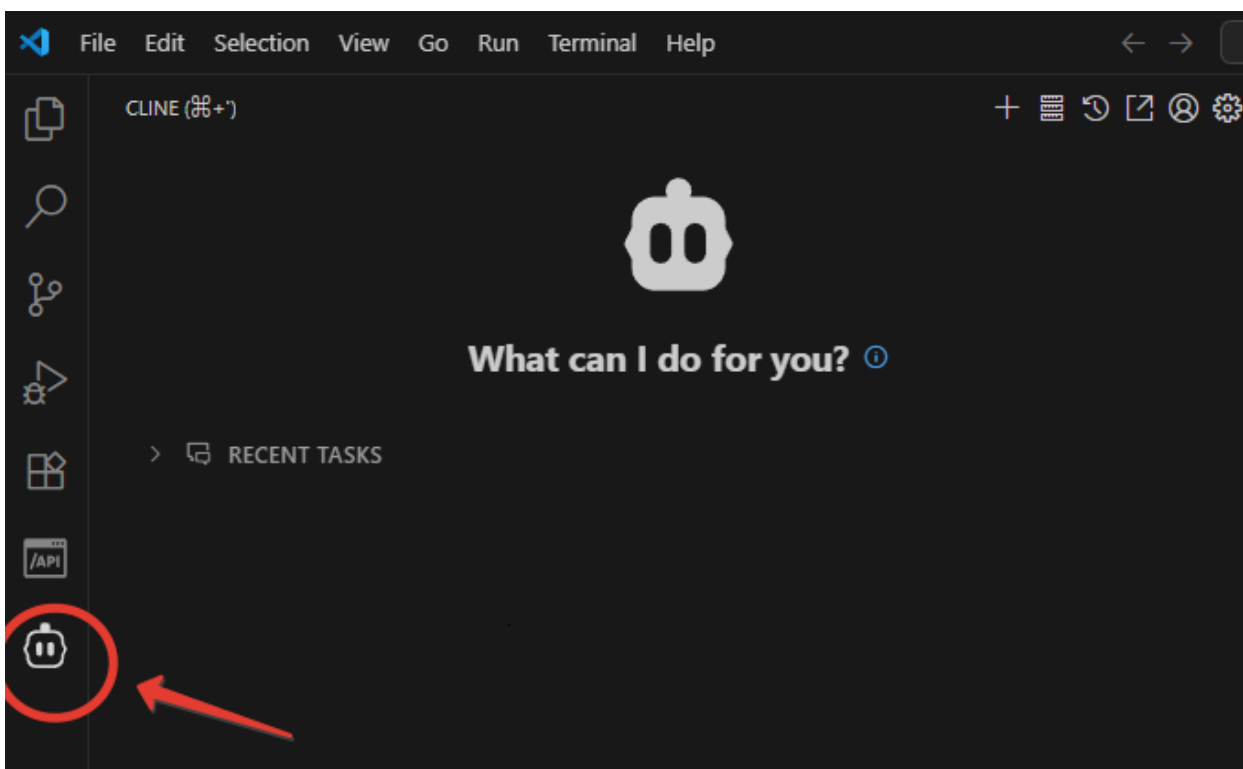 File Edit Selection View Go Run Terminal Help
CLINE (⌘+')
What can I do for you?
RECENT TASKS
/API